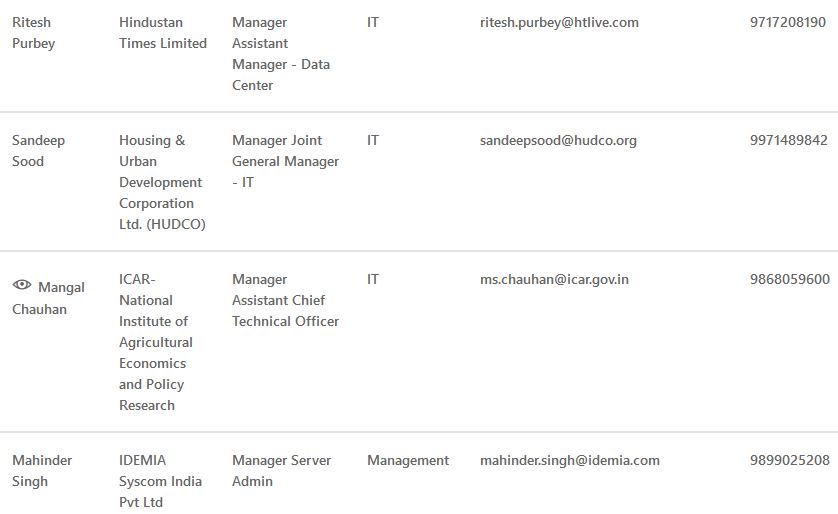 Ritesh Purbey
Hindustan Times Limited
Manager Assistant Manager - Data Center
IT
ritesh.purbey@htlive.com
9717208190
Sandeep Sood
Housing & Urban Development Corporation Ltd. (HUDCO)
Manager Joint General Manager - IT
IT
sandeepsood@hudco.org
9971489842
Mangal Chauhan
ICAR-National Institute of Agricultural Economics and Policy Research
Manager Assistant Chief Technical Officer
IT
ms.chauhan@icar.gov.in
9868059600
Mahinder Singh
IDEMIA Syscom India Pvt Ltd
Manager Server Admin
Management
mahinder.singh@idemia.com
9899025208